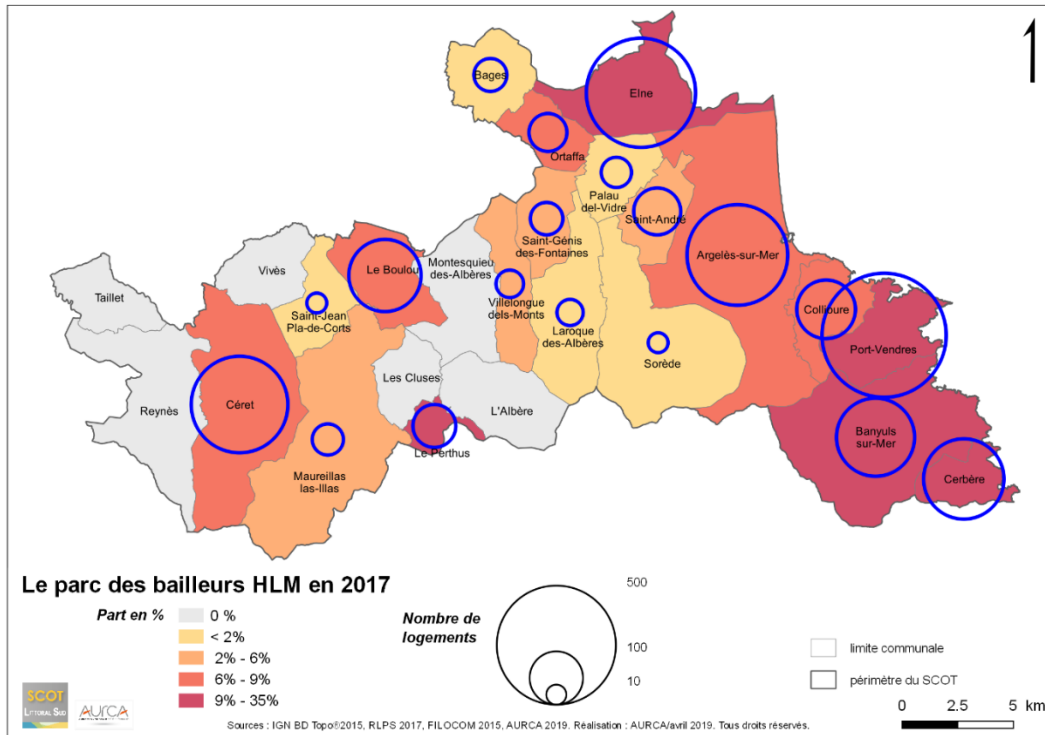 Bages
Elne
Ortaffa
Palau
del-Vidre
Saint-André
Saint-Génis
des-Fontaines
Argelès-sur-Mer
Montesquieu
des-Albères
Le Boulou
Vivès
Taillet
Saint-Jean
Pla-de-Corts
Villelongue
dels-Monts
Laroque
des-Albères
Collioure
Port-Vendres
Sorède
Les Cluses
L'Albère
Reynès
Céret
Le Perthus
Maureillas
las-Illas
Banyuls
sur-Mer
Cerbère
Le parc des bailleurs HLM en 2017
Part en %
0 %
< 2%
2% - 6%
6% - 9%
9% - 35%
Nombre de
logements
500
100
10
limite communale
périmètre du SCOT
0 2.5 5 km
SCOT
LITTORAL SUD
AURCA
Sources : IGN BD Topo®2015, RLPS 2017, FILOCOM 2015, AURCA 2019. Réalisation : AURCA/avril 2019. Tous droits réservés.